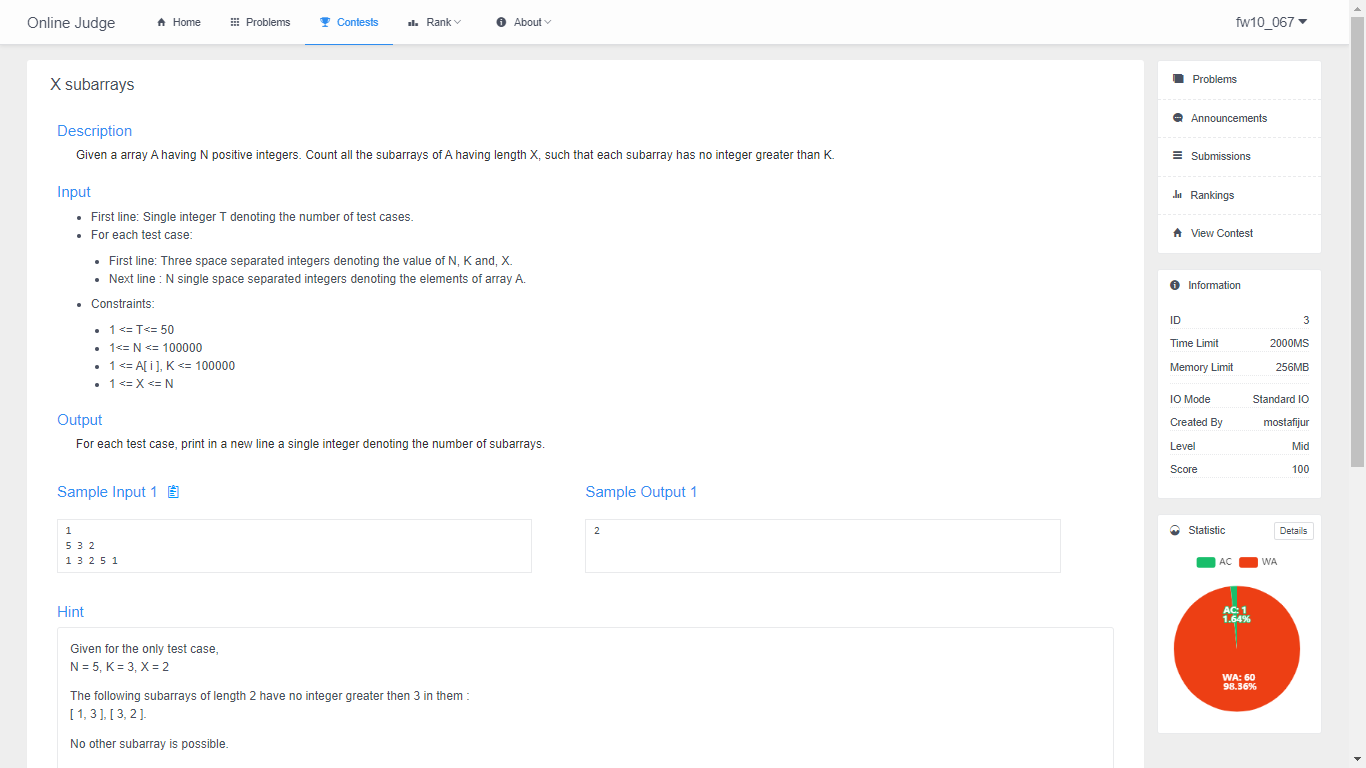 Online Judge
Home
Problems
Contests
Rank
About
fw10_067
X subarrays
Description
Given a array A having N positive integers. Count all the subarrays of A having length X, such that each subarray has no integer greater than K.
Input
First line: Single integer T denoting the number of test cases.
For each test case:
First line: Three space separated integers denoting the value of N, K and, X.
Next line : N single space separated integers denoting the elements of array A.
Constraints:
1 <= T<= 50
1<= N <= 100000
1 <= A[ i ], K <= 100000
1 <= X <= N
Output
For each test case, print in a new line a single integer denoting the number of subarrays.
Sample Input 1
1
5 3 2
1 3 2 5 1
Sample Output 1
2
Hint
Given for the only test case,
N = 5, K = 3, X = 2
The following subarrays of length 2 have no integer greater then 3 in them :
[ 1, 3 ], [ 3, 2 ].
No other subarray is possible.
Problems
Announcements
Submissions
Rankings
View Contest
Information
ID 3
Time Limit 2000MS
Memory Limit 256MB
IO Mode Standard IO
Created By mostafijur
Level Mid
Score 100
Statistic Details
AC WA
AC: 1
1.64%
WA: 60
98.36%